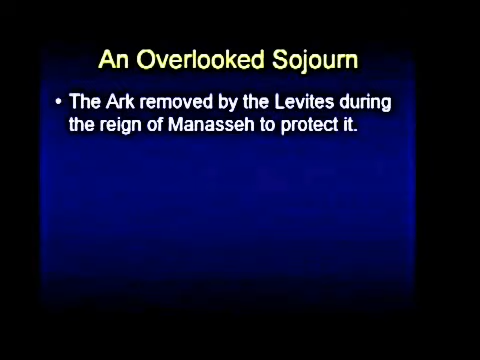 An Overlooked Sojourn
• The Ark removed by the Levites during
the reign of Manasseh to protect it.